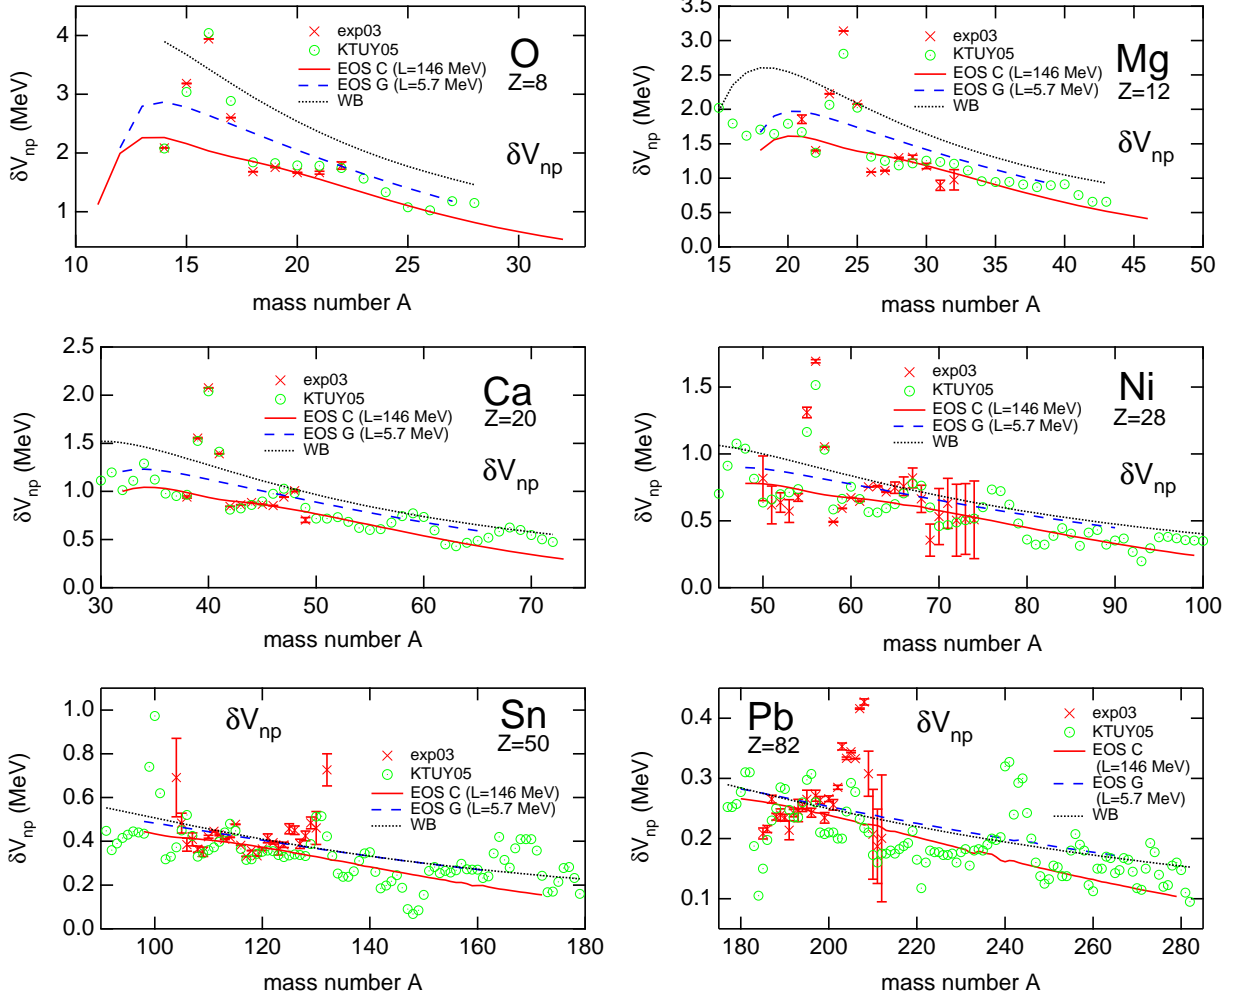 4
3
2
1
10
15
20
25
30
δVnp (MeV)
mass number A
exp03
KTUY05
EOS C (L=146 MeV)
EOS G (L=5.7 MeV)
WB
O
Z=8
δVnp
3.5
3.0
2.5
2.0
1.5
1.0
0.5
0.0
15
20
25
30
35
40
45
50
δVnp (MeV)
mass number A
exp03
KTUY05
EOS C (L=146 MeV)
EOS G (L=5.7 MeV)
WB
Mg
Z=12
δVnp
2.5
2.0
1.5
1.0
0.5
0.0
30
40
50
60
70
δVnp (MeV)
mass number A
exp03
KTUY05
EOS C (L=146 MeV)
EOS G (L=5.7 MeV)
WB
Ca
Z=20
δVnp
1.5
1.0
0.5
0.0
50
60
70
80
90
100
δVnp (MeV)
mass number A
exp03
KTUY05
EOS C (L=146 MeV)
EOS G (L=5.7 MeV)
WB
Ni
Z=28
δVnp
1.0
0.8
0.6
0.4
0.2
0.0
100
120
140
160
180
δVnp (MeV)
mass number A
δVnp
Sn
Z=50
exp03
KTUY05
EOS C (L=146 MeV)
EOS G (L=5.7 MeV)
WB
0.4
0.3
0.2
0.1
180
200
220
240
260
280
δVnp (MeV)
mass number A
Pb
Z=82
δVnp
exp03
KTUY05
EOS C
(L=146 MeV)
EOS G
(L=5.7 MeV)
WB